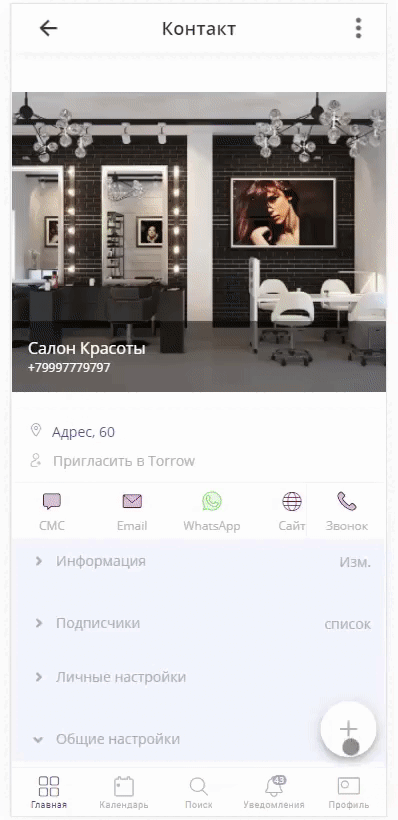 Контакт
Салон Красоты
+79997779797
Адрес, 60
Пригласить в Torrow
СМС
Email
WhatsApp
Сайт
Звонок
Информация
Изм.
Подписчики
список
Личные настройки
Общие настройки
43
Главная
Календарь
Поиск
Уведомления
Профиль